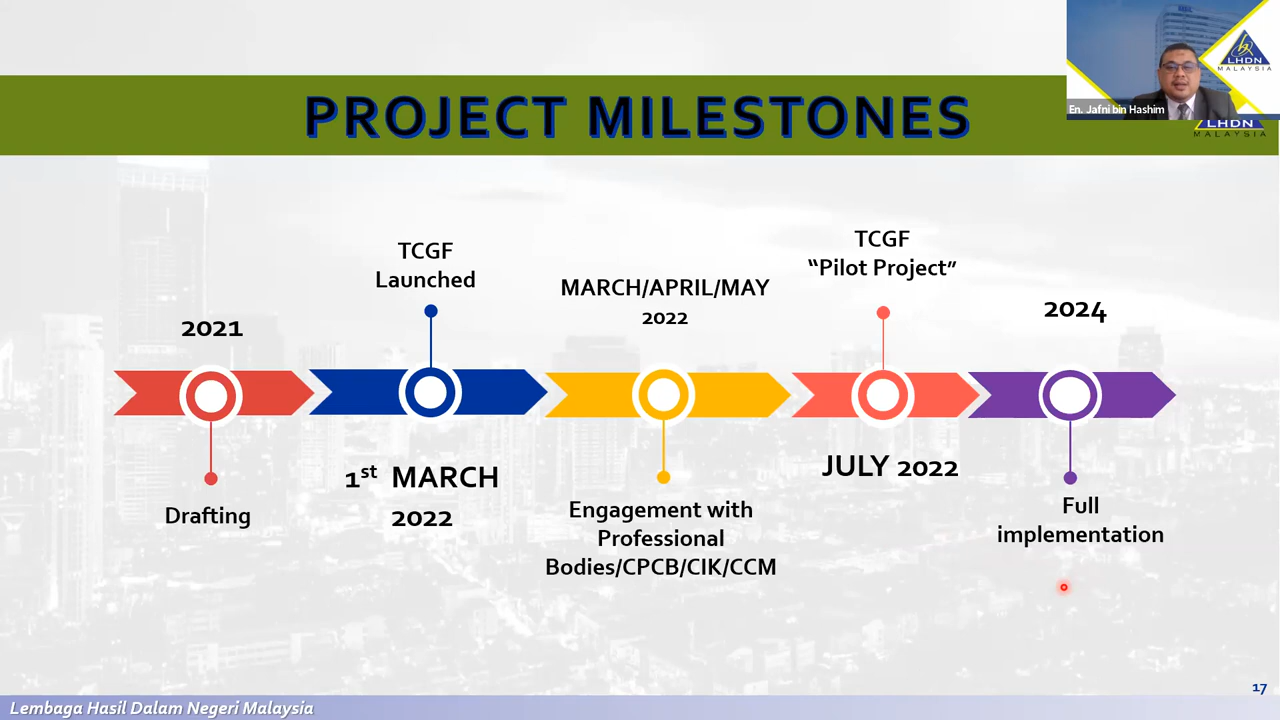 PROJECT MILESTONES
En. Jafni bin Hashim
LHDN
MALAYSIA
LHDN
MALAYSIA
2021
Drafting
TCGF
Launched
1st MARCH
2022
MARCH/APRIL/MAY
2022
Engagement with
Professional
Bodies/CPCB/CIK/CCM
TCGF
“Pilot Project”
JULY 2022
2024
Full
implementation
17
Lembaga Hasil Dalam Negeri Malaysia